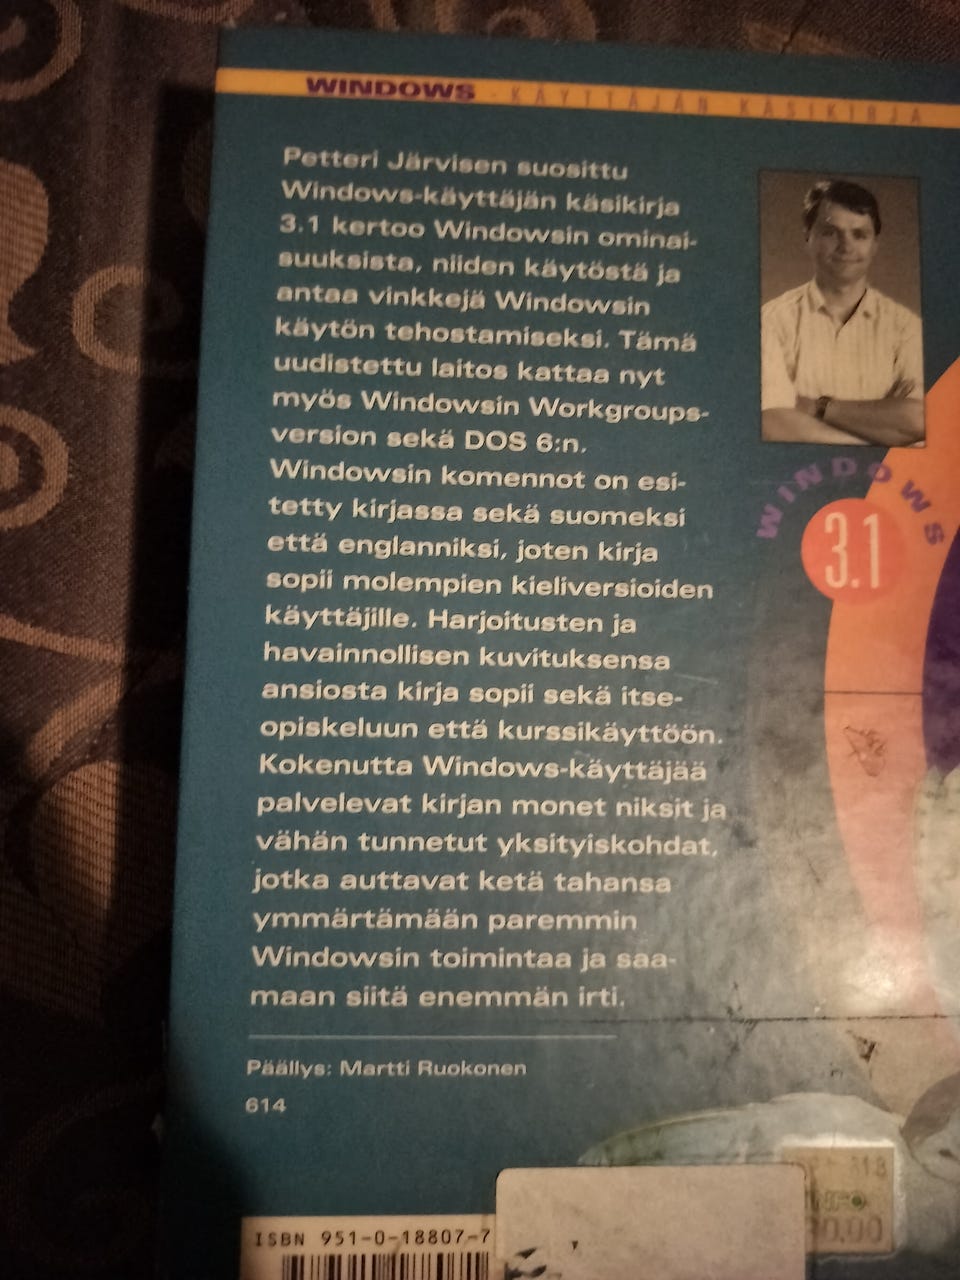 WINDOWS - KÄYTTÄJÄN KÄSIKIRJA
Petteri Järvisen suosittu
Windows-käyttäjän käsikirja
3.1 kertoo Windowsin ominai-
suuksista, niiden käytöstä ja
antaa vinkkejä Windowsin
käytön tehostamiseksi. Tämä
uudistettu laitos kattaa nyt
myös Windowsin Workgroups-
version sekä DOS 6:n.
Windowsin komennot on esi-
tetty kirjassa sekä suomeksi
että englanniksi, joten kirja
sopii molempien kieliversioiden
käyttäjille. Harjoitusten ja
havainnollisen kuvituksensa
ansiosta kirja sopii sekä itse-
opiskeluun että kurssikäyttöön.
Kokenutta Windows-käyttäjää
palvelevat kirjan monet niksit ja
vähän tunnetut yksityiskohdat,
jotka auttavat ketä tahansa
ymmärtämään paremmin
Windowsin toimintaa ja saa-
maan siitä enemmän irti.
Päällys: Martti Ruokonen
614
WINDOWS
3.1
ISBN 951-0-18807-7